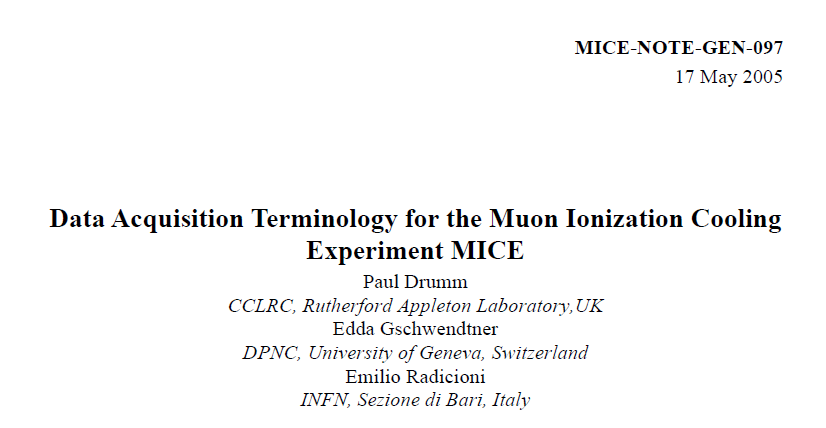 MICE-NOTE-GEN-097
17 May 2005
Data Acquisition Terminology for the Muon Ionization Cooling
Experiment MICE
Paul Drumm
CCLRC, Rutherford Appleton Laboratory,UK
Edda Gschwendtner
DPNC, University of Geneva, Switzerland
Emilio Radicioni
INFN, Sezione di Bari, Italy